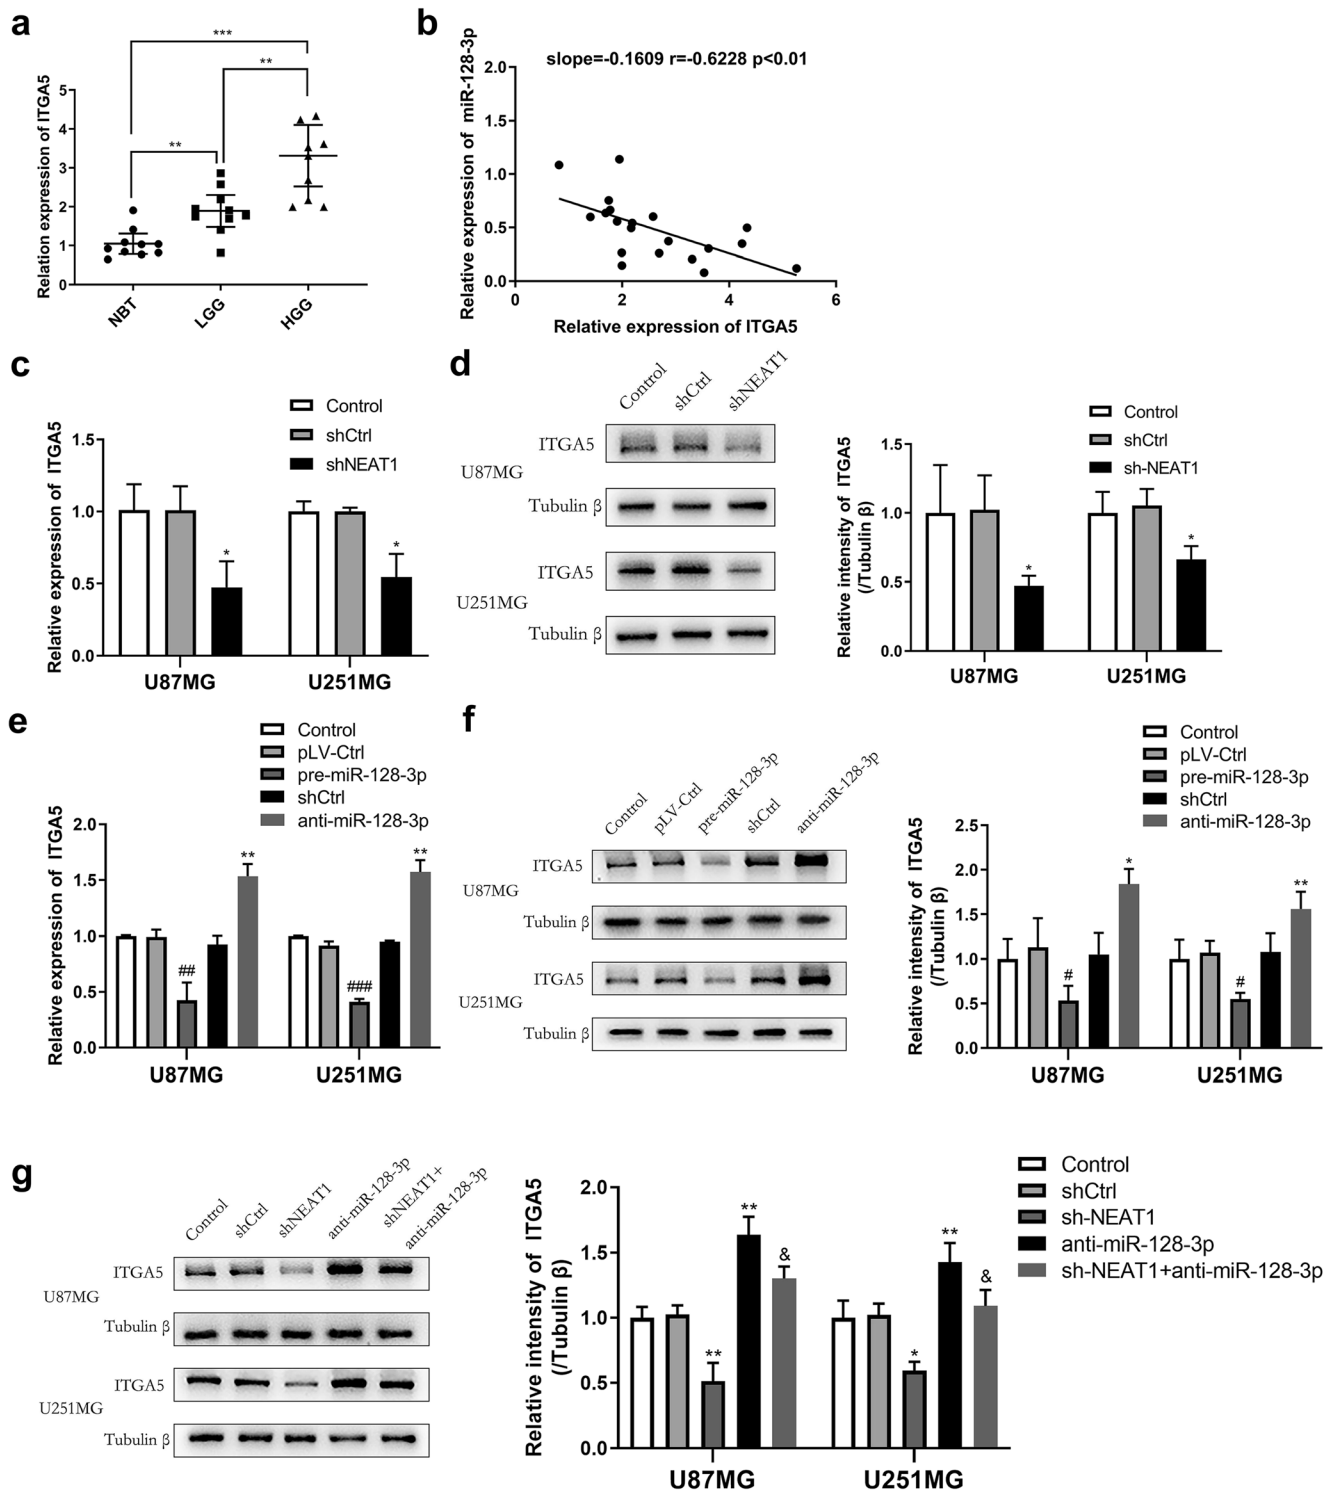 a
***
**
**
Relation expression of ITGA5
5
4
3
2
1
0
NBT
LGG
HGG
b
slope=-0.1609 r=-0.6228 p<0.01
Relative expression of miR-128-3p
2.0
1.5
1.0
0.5
0.0
0
2
4
6
Relative expression of ITGA5
c
Control
shCtrl
shNEAT1
Relative expression of ITGA5
1.5
1.0
0.5
0.0
*
*
U87MG
U251MG
d
Control
shCtrl
shNEAT1
ITGA5
U87MG
Tubulin β
ITGA5
U251MG
Tubulin β
Control
shCtrl
sh-NEAT1
Relative intensity of ITGA5
(/Tubulin β)
1.5
1.0
0.5
0.0
*
*
U87MG
U251MG
e
Control
pLV-Ctrl
pre-miR-128-3p
shCtrl
anti-miR-128-3p
Relative expression of ITGA5
2.0
1.5
1.0
0.5
0.0
##
**
###
**
U87MG
U251MG
f
Control
pLV-Ctrl
pre-miR-128-3p
shCtrl
anti-miR-128-3p
ITGA5
U87MG
Tubulin β
ITGA5
U251MG
Tubulin β
Control
pLV-Ctrl
pre-miR-128-3p
shCtrl
anti-miR-128-3p
Relative intensity of ITGA5
(/Tubulin β)
2.5
2.0
1.5
1.0
0.5
0.0
#
*
#
**
U87MG
U251MG
g
Control
shCtrl
shNEAT1
anti-miR-128-3p
shNEAT1+
anti-miR-128-3p
ITGA5
U87MG
Tubulin β
ITGA5
U251MG
Tubulin β
Relative intensity of ITGA5
(/Tubulin β)
2.0
1.5
1.0
0.5
0.0
**
**
&
*
**
&
U87MG
U251MG
Control
shCtrl
sh-NEAT1
anti-miR-128-3p
sh-NEAT1+anti-miR-128-3p